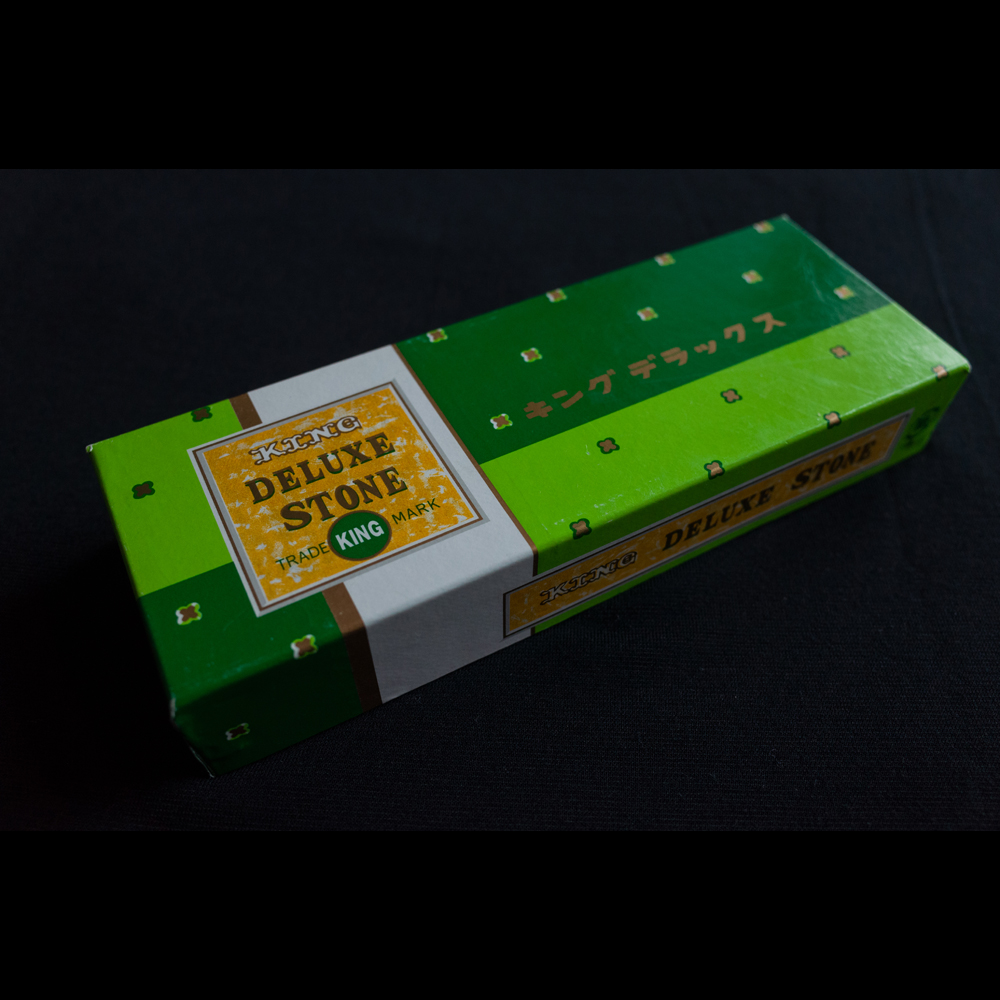 KING
DELUXE
STONE
TRADE KING MARK
キング デラックス
KING DELUXE STONE